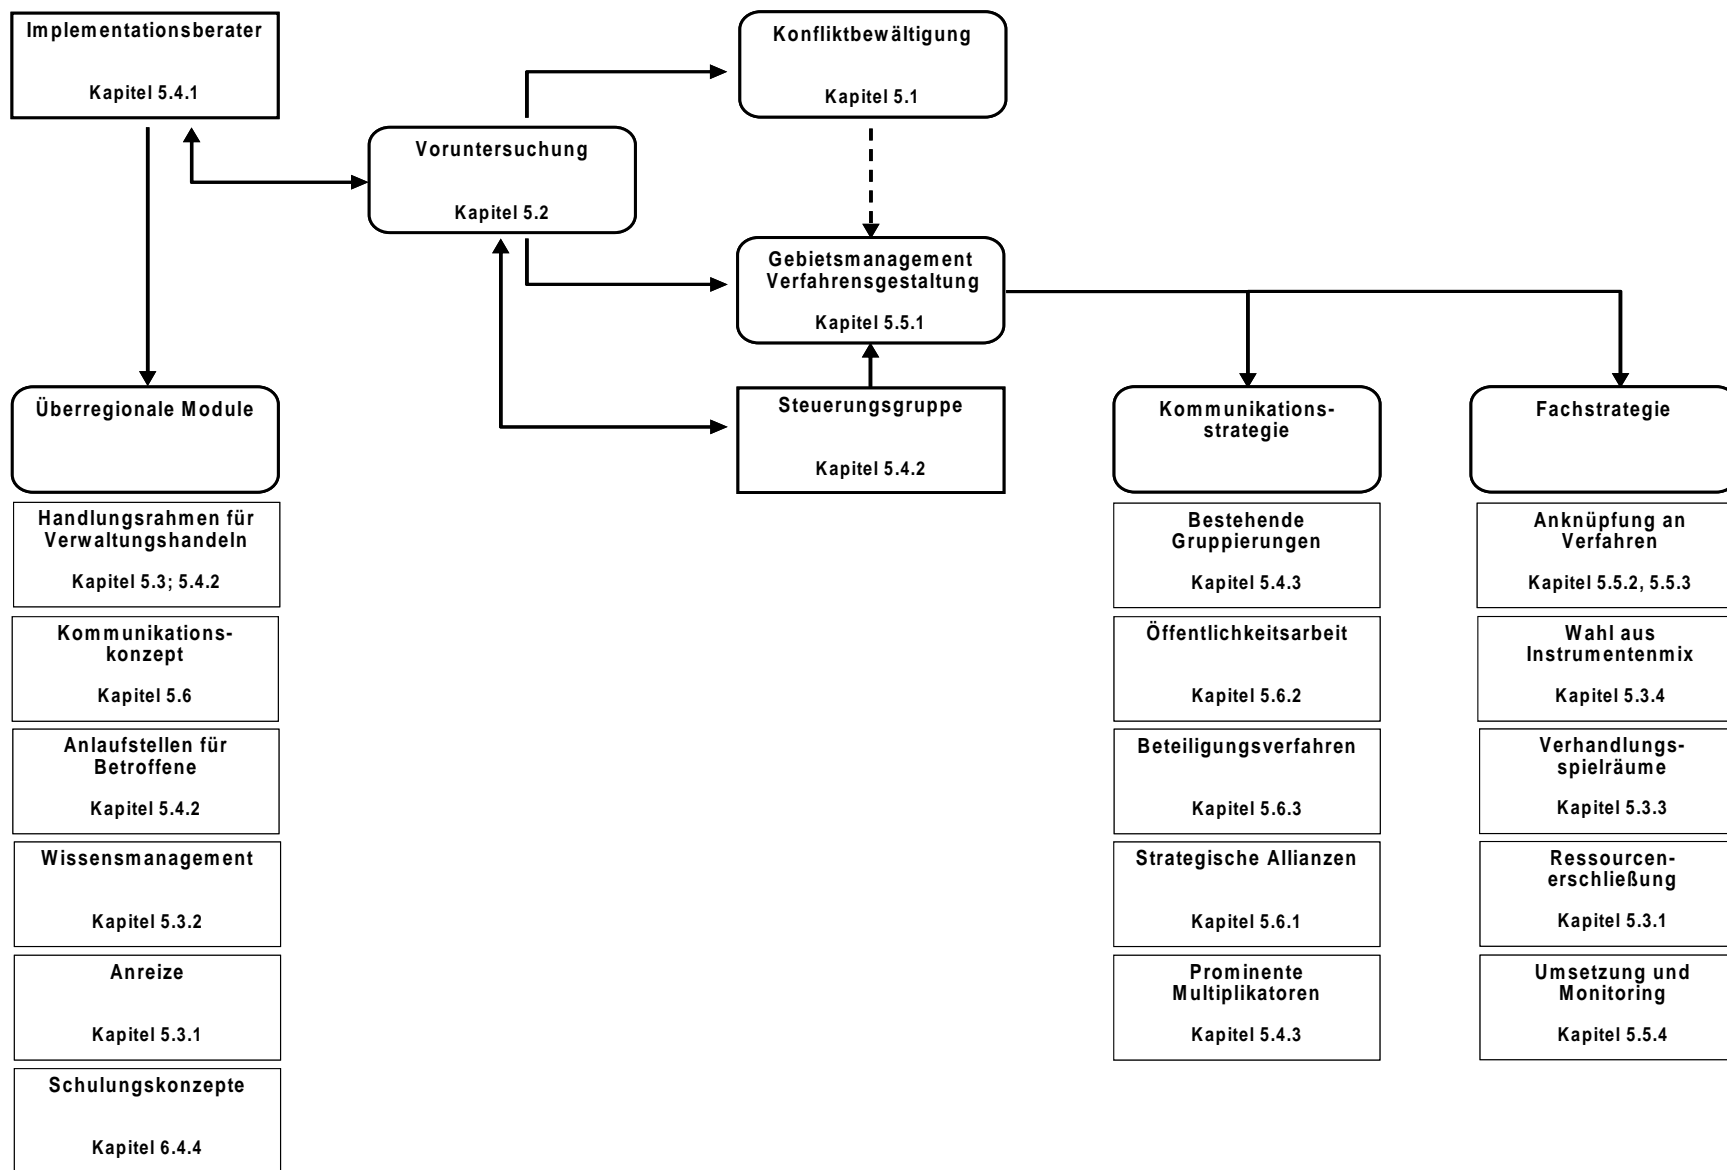 Implementationsberater
Kapitel 5.4.1
Konfliktbewältigung
Kapitel 5.1
Voruntersuchung
Kapitel 5.2
Gebietsmanagement
Verfahrensgestaltung
Kapitel 5.5.1
Steuerungsgruppe
Kapitel 5.4.2
Überregionale Module
Handlungsrahmen für
Verwaltungshandeln
Kapitel 5.3; 5.4.2
Kommunikations-
konzept
Kapitel 5.6
Anlaufstellen für
Betroffene
Kapitel 5.4.2
Wissensmanagement
Kapitel 5.3.2
Anreize
Kapitel 5.3.1
Schulungskonzepte
Kapitel 6.4.4
Kommunikations-
strategie
Bestehende
Gruppierungen
Kapitel 5.4.3
Öffentlichkeitsarbeit
Kapitel 5.6.2
Beteiligungsverfahren
Kapitel 5.6.3
Strategische Allianzen
Kapitel 5.6.1
Prominente
Multiplikatoren
Kapitel 5.4.3
Fachstrategie
Anknüpfung an
Verfahren
Kapitel 5.5.2, 5.5.3
Wahl aus
Instrumentenmix
Kapitel 5.3.4
Verhandlungs-
spielräume
Kapitel 5.3.3
Ressourcen-
erschließung
Kapitel 5.3.1
Umsetzung und
Monitoring
Kapitel 5.5.4